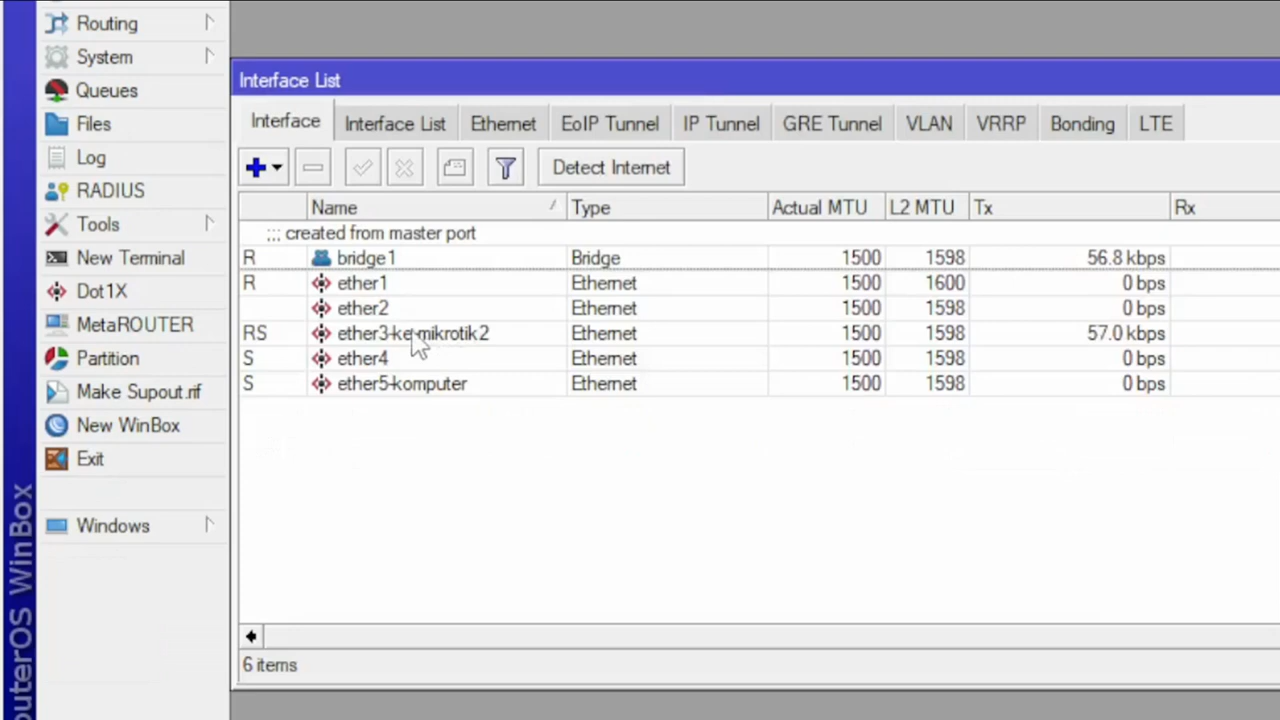 Routing
System
Queues
Files
Log
RADIUS
Tools
New Terminal
Dot1X
MetaROUTER
Partition
Make Supout.rif
New WinBox
Exit
Windows
outerOS WinBox
Interface List
Interface Interface List Ethernet EoIP Tunnel IP Tunnel GRE Tunnel VLAN VRRP Bonding LTE
Detect Internet
Name / Type Actual MTU L2 MTU Tx Rx
;;; created from master port
R bridge1 Bridge 1500 1598 56.8 kbps
R ether1 Ethernet 1500 1600 0 bps
ether2 Ethernet 1500 1598 0 bps
RS ether3-ke-mikrotik2 Ethernet 1500 1598 57.0 kbps
S ether4 Ethernet 1500 1598 0 bps
S ether5-komputer Ethernet 1500 1598 0 bps
6 items